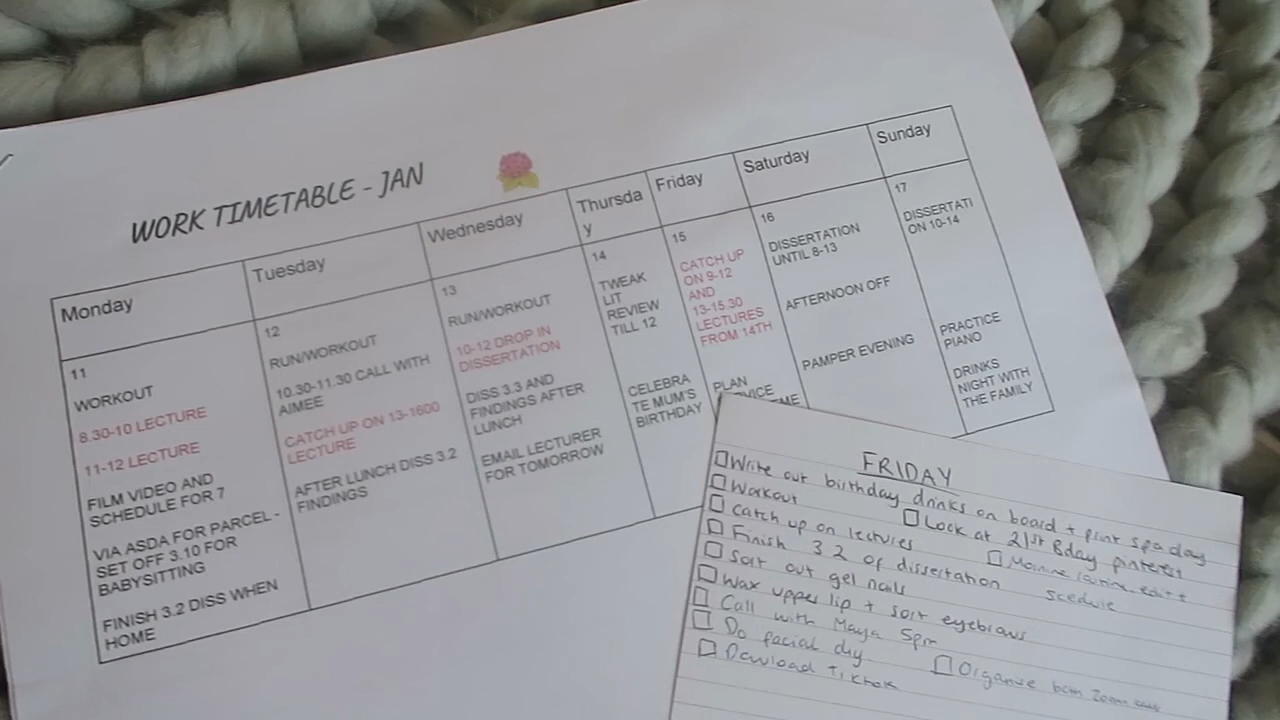 WORK TIMETABLE - JAN
Monday
Tuesday
Wednesday
Thursda
y
Friday
Saturday
Sunday
11
WORKOUT
8.30-10 LECTURE
11-12 LECTURE
FILM VIDEO AND
SCHEDULE FOR 7
VIA ASDA FOR PARCEL -
SET OFF 3.10 FOR
BABYSITTING
FINISH 3.2 DISS WHEN
HOME
12
RUN/WORKOUT
10.30-11.30 CALL WITH
AIMEE
CATCH UP ON 13-1600
LECTURE
AFTER LUNCH DISS 3.2
FINDINGS
13
RUN/WORKOUT
10-12 DROP IN
DISSERTATION
DISS 3.3 AND
FINDINGS AFTER
LUNCH
EMAIL LECTURER
FOR TOMORROW
14
TWEAK
LIT
REVIEW
TILL 12
CELEBRA
TE MUM'S
BIRTHDAY
15
CATCH UP
ON 9-12
AND
13-15.30
LECTURES
FROM 14TH
PLAN
16
DISSERTATION
UNTIL 8-13
AFTERNOON OFF
PAMPER EVENING
17
DISSERTATI
ON 10-14
PRACTICE
PIANO
DRINKS
NIGHT WITH
THE FAMILY
FRIDAY
Write out birthday drinks on board + print spa day
Workout
Look at 21st Bday pinterest
Catch up on lectures
Morning routine edit +
Finish 3.2 of dissertation
Sort out gel nails
Wax upper lip + sort eyebrows
Call with Maya 5pm
Do facial diy
Organise
Zoom
Download Tiktok